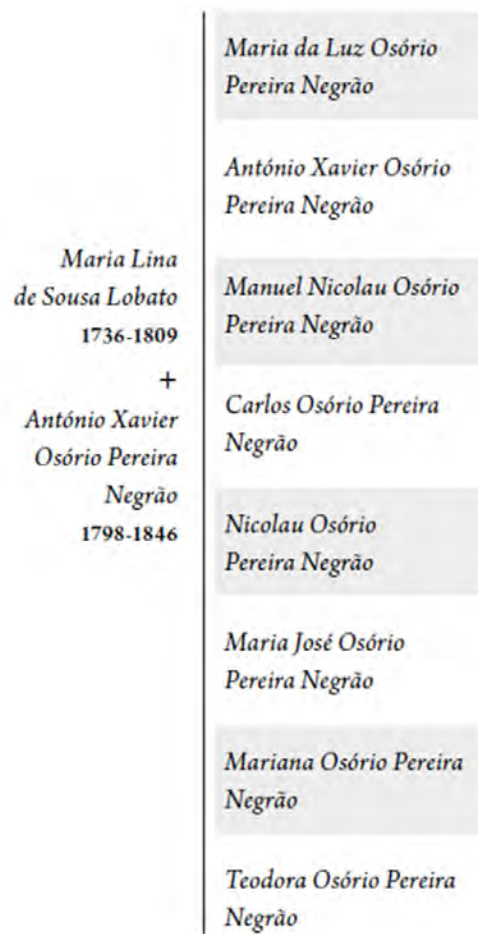 Maria Lina
de Sousa Lobato
1736-1809
+
António Xavier
Osório Pereira
Negrão
1798-1846
Maria da Luz Osório
Pereira Negrão
António Xavier Osório
Pereira Negrão
Manuel Nicolau Osório
Pereira Negrão
Carlos Osório Pereira
Negrão
Nicolau Osório
Pereira Negrão
Maria José Osório
Pereira Negrão
Mariana Osório Pereira
Negrão
Teodora Osório Pereira
Negrão